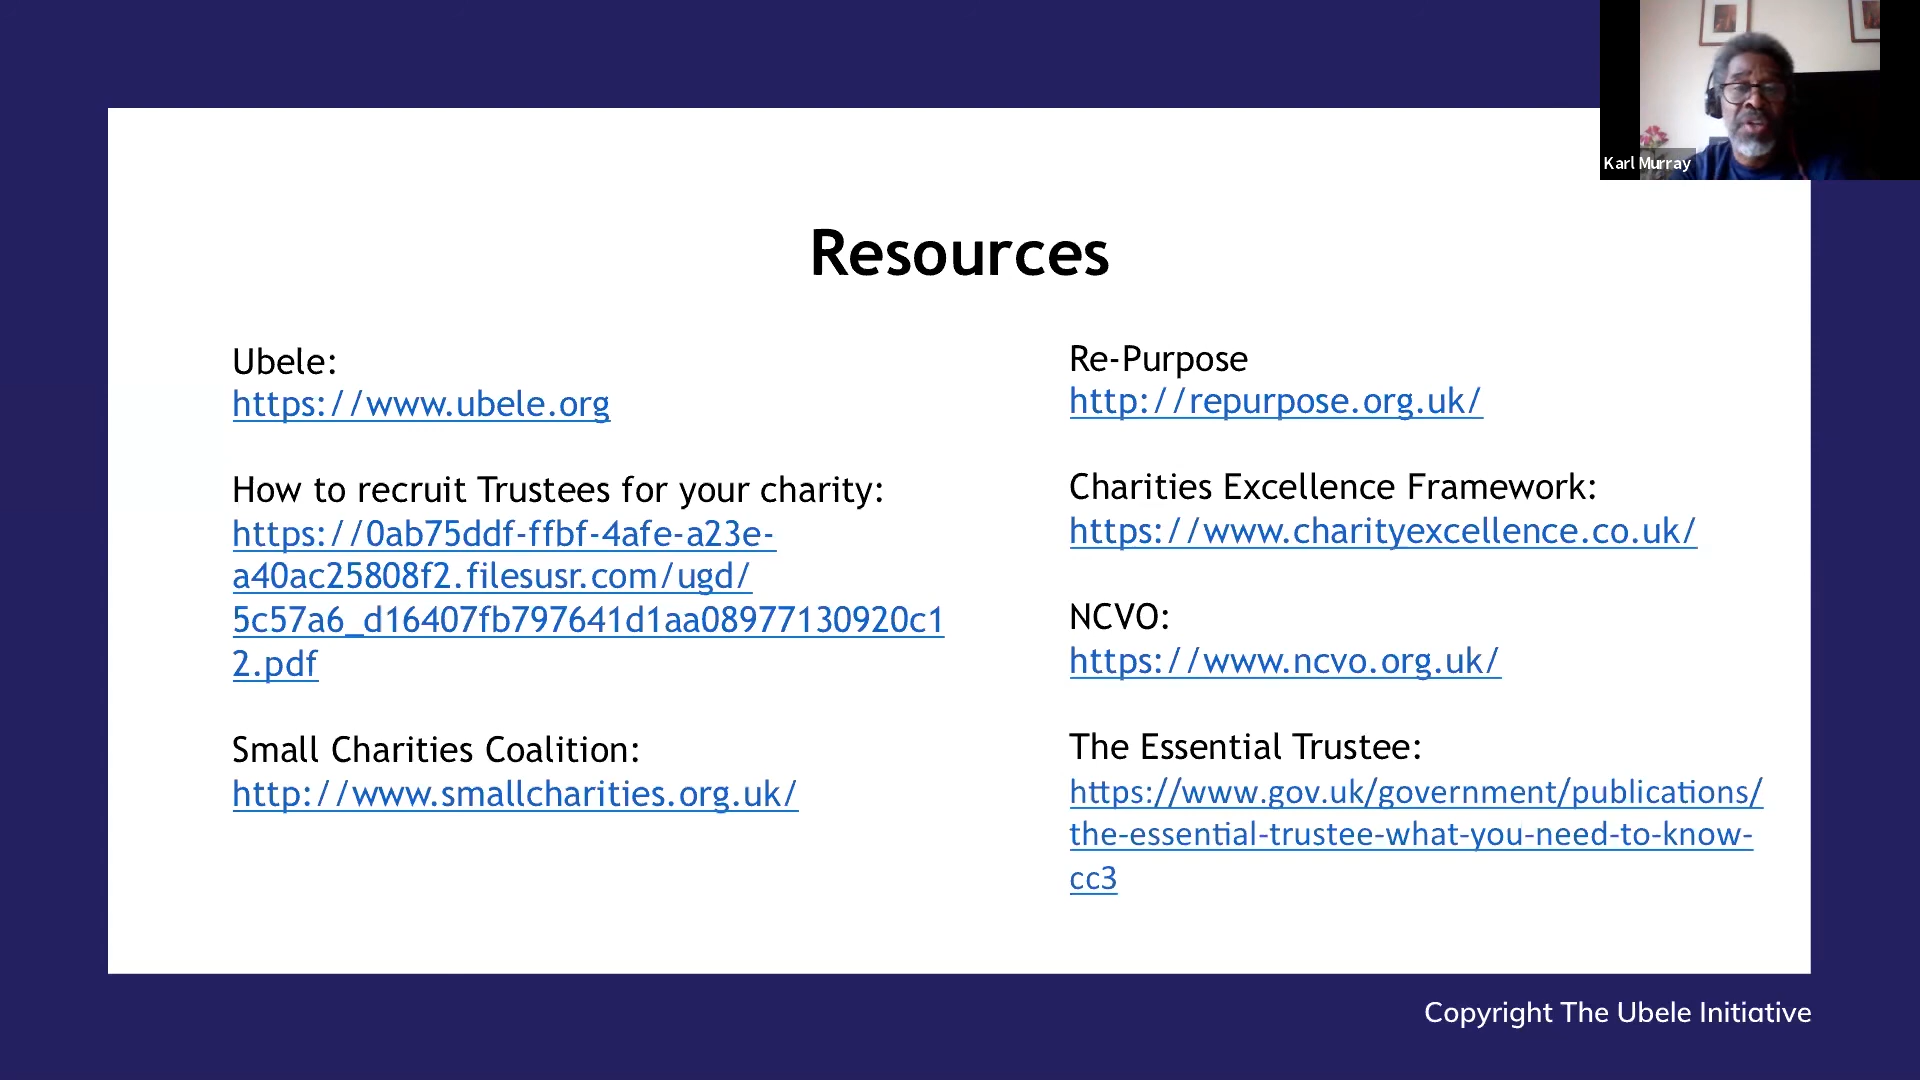 Karl Murray
Resources
Ubele:
https://www.ubele.org
How to recruit Trustees for your charity:
https://0ab75ddf-ffbf-4afe-a23e-
a40ac25808f2.filesusr.com/ugd/
5c57a6_d16407fb797641d1aa08977130920c1
2.pdf
Small Charities Coalition:
http://www.smallcharities.org.uk/
Re-Purpose
http://repurpose.org.uk/
Charities Excellence Framework:
https://www.charityexcellence.co.uk/
NCVO:
https://www.ncvo.org.uk/
The Essential Trustee:
https://www.gov.uk/government/publications/
the-essential-trustee-what-you-need-to-know-
cc3
Copyright The Ubele Initiative